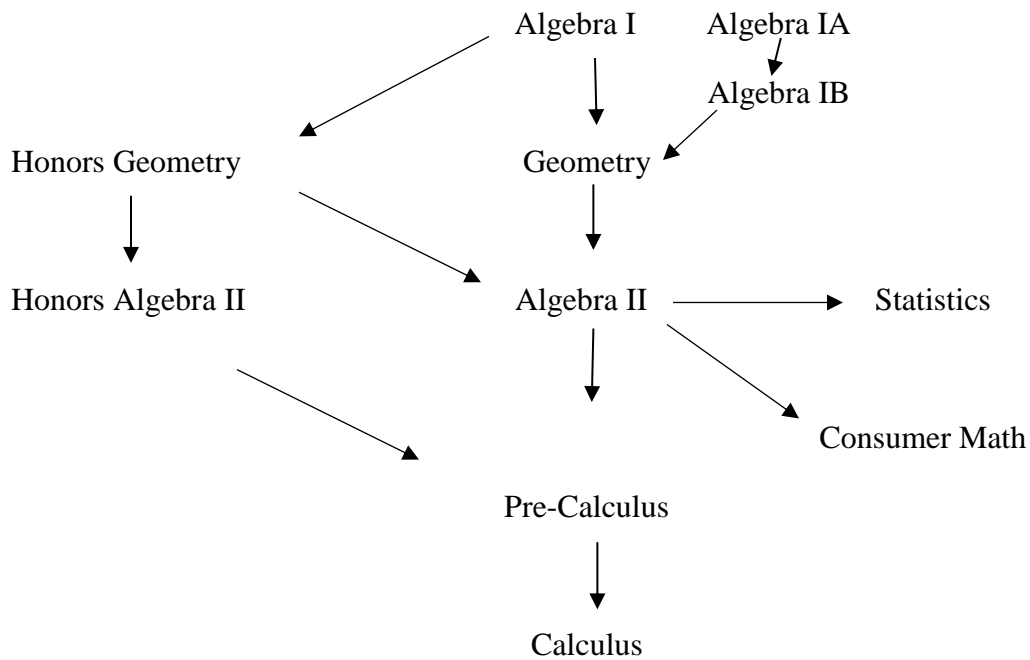 Algebra I Algebra IA
Algebra IB
Honors Geometry Geometry
Honors Algebra II Algebra II Statistics
Consumer Math
Pre-Calculus
Calculus